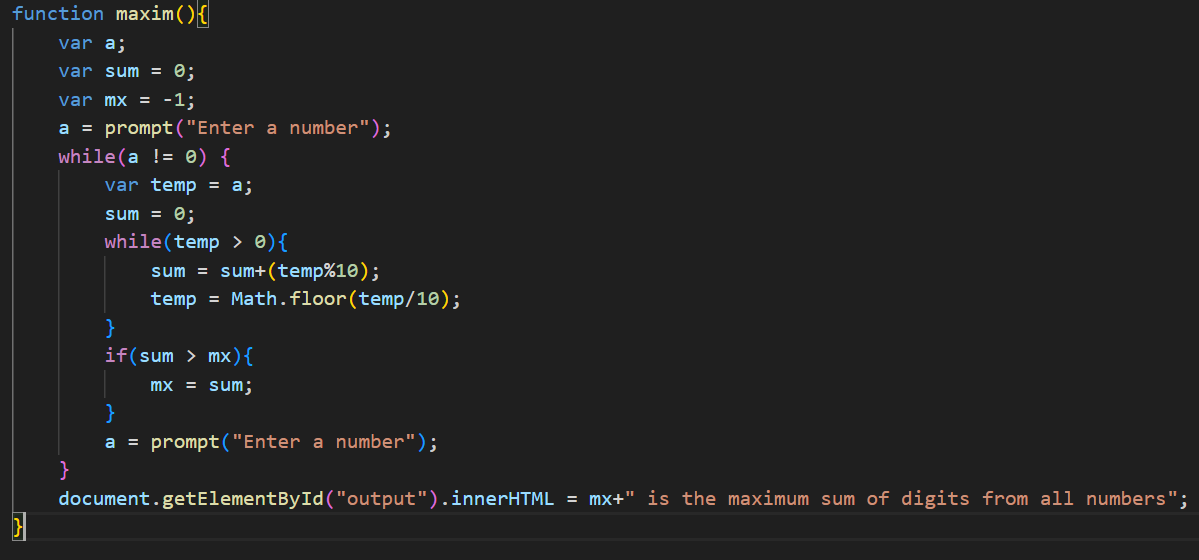 function maxim(){
    var a;
    var sum = 0;
    var mx = -1;
    a = prompt("Enter a number");
    while(a != 0) {
        var temp = a;
        sum = 0;
        while(temp > 0){
            sum = sum+(temp%10);
            temp = Math.floor(temp/10);
        }
        if(sum > mx){
            mx = sum;
        }
        a = prompt("Enter a number");
    }
    document.getElementById("output").innerHTML = mx+" is the maximum sum of digits from all numbers";
}